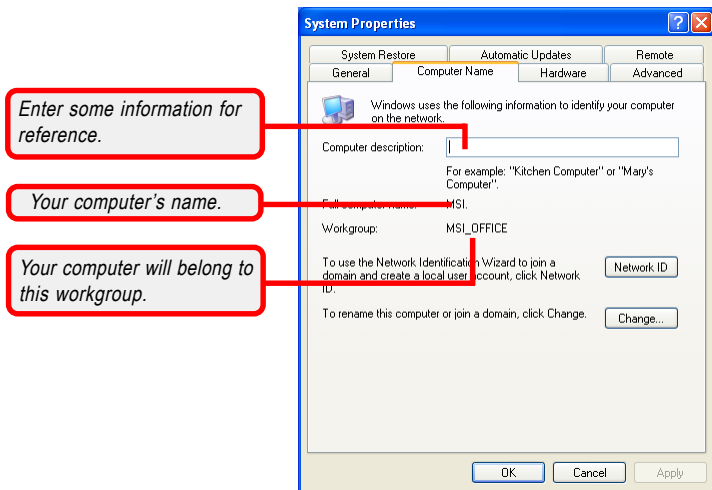 System Properties
System Restore
Automatic Updates
Remote
General
Computer Name
Hardware
Advanced
Windows uses the following information to identify your computer
on the network.
Enter some information for
reference.
Computer description:
For example: "Kitchen Computer" or "Mary's
Computer".
Your computer's name.
Full computer name:
MSI.
Workgroup:
MSI_OFFICE
Your computer will belong to
this workgroup.
To use the Network Identification Wizard to join a
domain and create a local user account, click Network
ID.
Network ID
To rename this computer or join a domain, click Change.
Change...
OK
Cancel
Apply